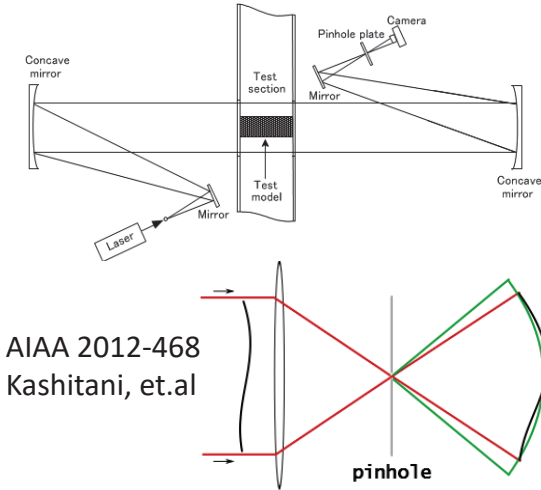 Camera
Pinhole plate
Concave
mirror
Test
section
Mirror
Test
model
Mirror
Concave
mirror
Laser
AIAA 2012-468
Kashitani, et.al
pinhole